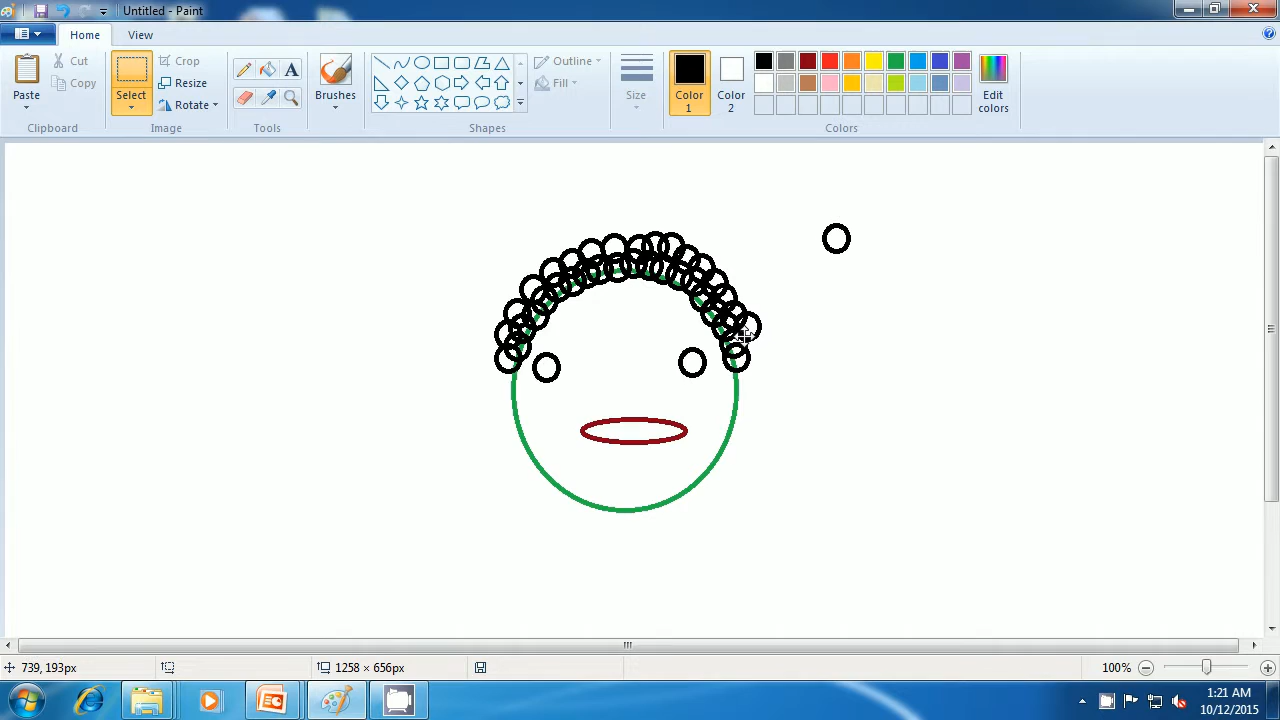 Untitled - Paint
Home View
Paste Cut Copy
Select Crop Resize Rotate
A
Brushes
Outline Fill
Size
Color 1 Color 2
Edit colors
Clipboard Image Tools Shapes Colors
739, 193px 1258 × 656px 100%
1:21 AM
10/12/2015